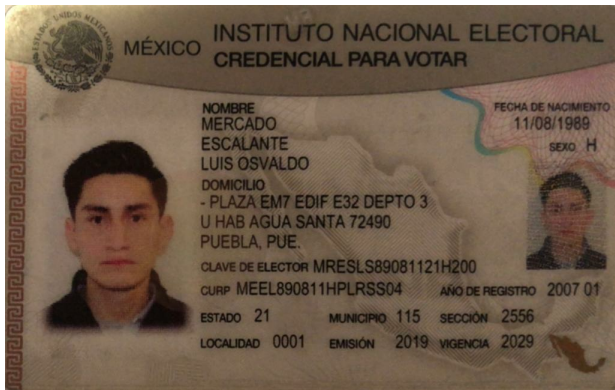 MÉXICO
INSTITUTO NACIONAL ELECTORAL
CREDENCIAL PARA VOTAR
NOMBRE
MERCADO
ESCALANTE
LUIS OSVALDO
FECHA DE NACIMIENTO
11/08/1989
SEXO H
DOMICILIO
- PLAZA EM7 EDIF E32 DEPTO 3
U HAB AGUA SANTA 72490
PUEBLA, PUE.
CLAVE DE ELECTOR MRESLS89081121H200
CURP MEEL890811HPLRSS04 AÑO DE REGISTRO 2007 01
ESTADO 21 MUNICIPIO 115 SECCIÓN 2556
LOCALIDAD 0001 EMISIÓN 2019 VIGENCIA 2029